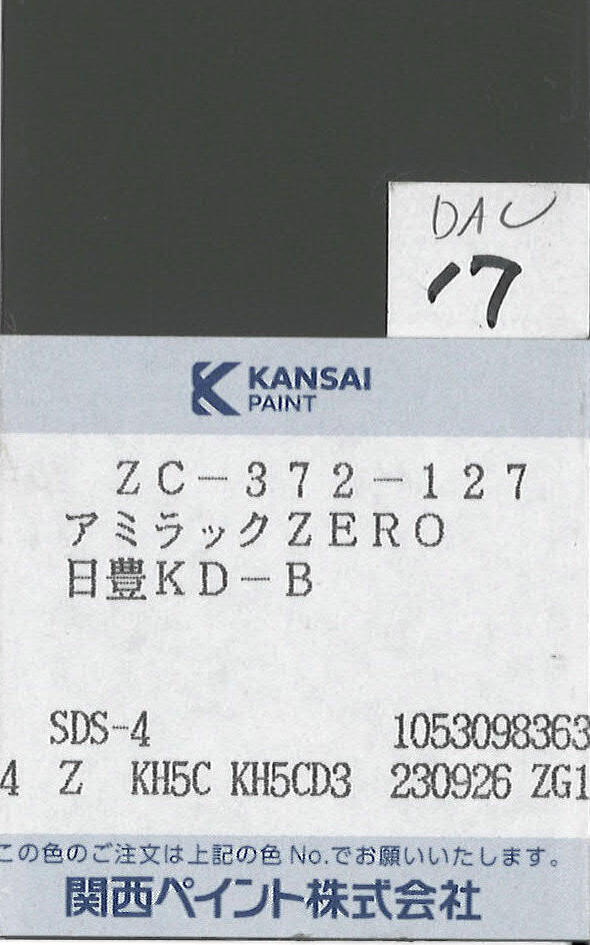 DAC
17
KANSAI
PAINT
ZC-372-127
アミラックZERO
日豊KD-B
SDS-4 1053098363
4 Z KH5C KH5CD3 230926 ZG1
この色のご注文は上記の色No.でお願いいたします。
関西ペイント株式会社